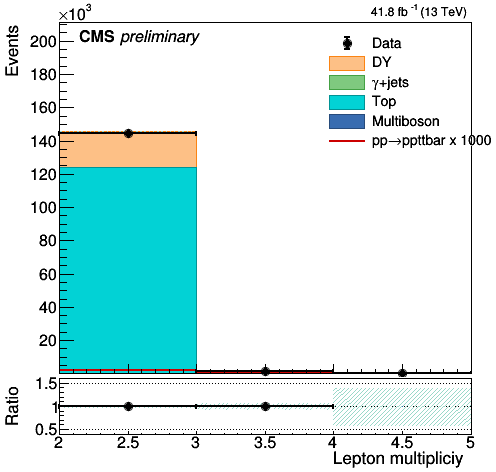 ×10³
41.8 fb⁻¹ (13 TeV)
CMS preliminary
Events
200
180
160
140
120
100
80
60
40
20
Data
DY
γ+jets
Top
Multiboson
pp→ppttbar x 1000
Ratio
1.5
1
0.5
2 2.5 3 3.5 4 4.5 5
Lepton multipliciy